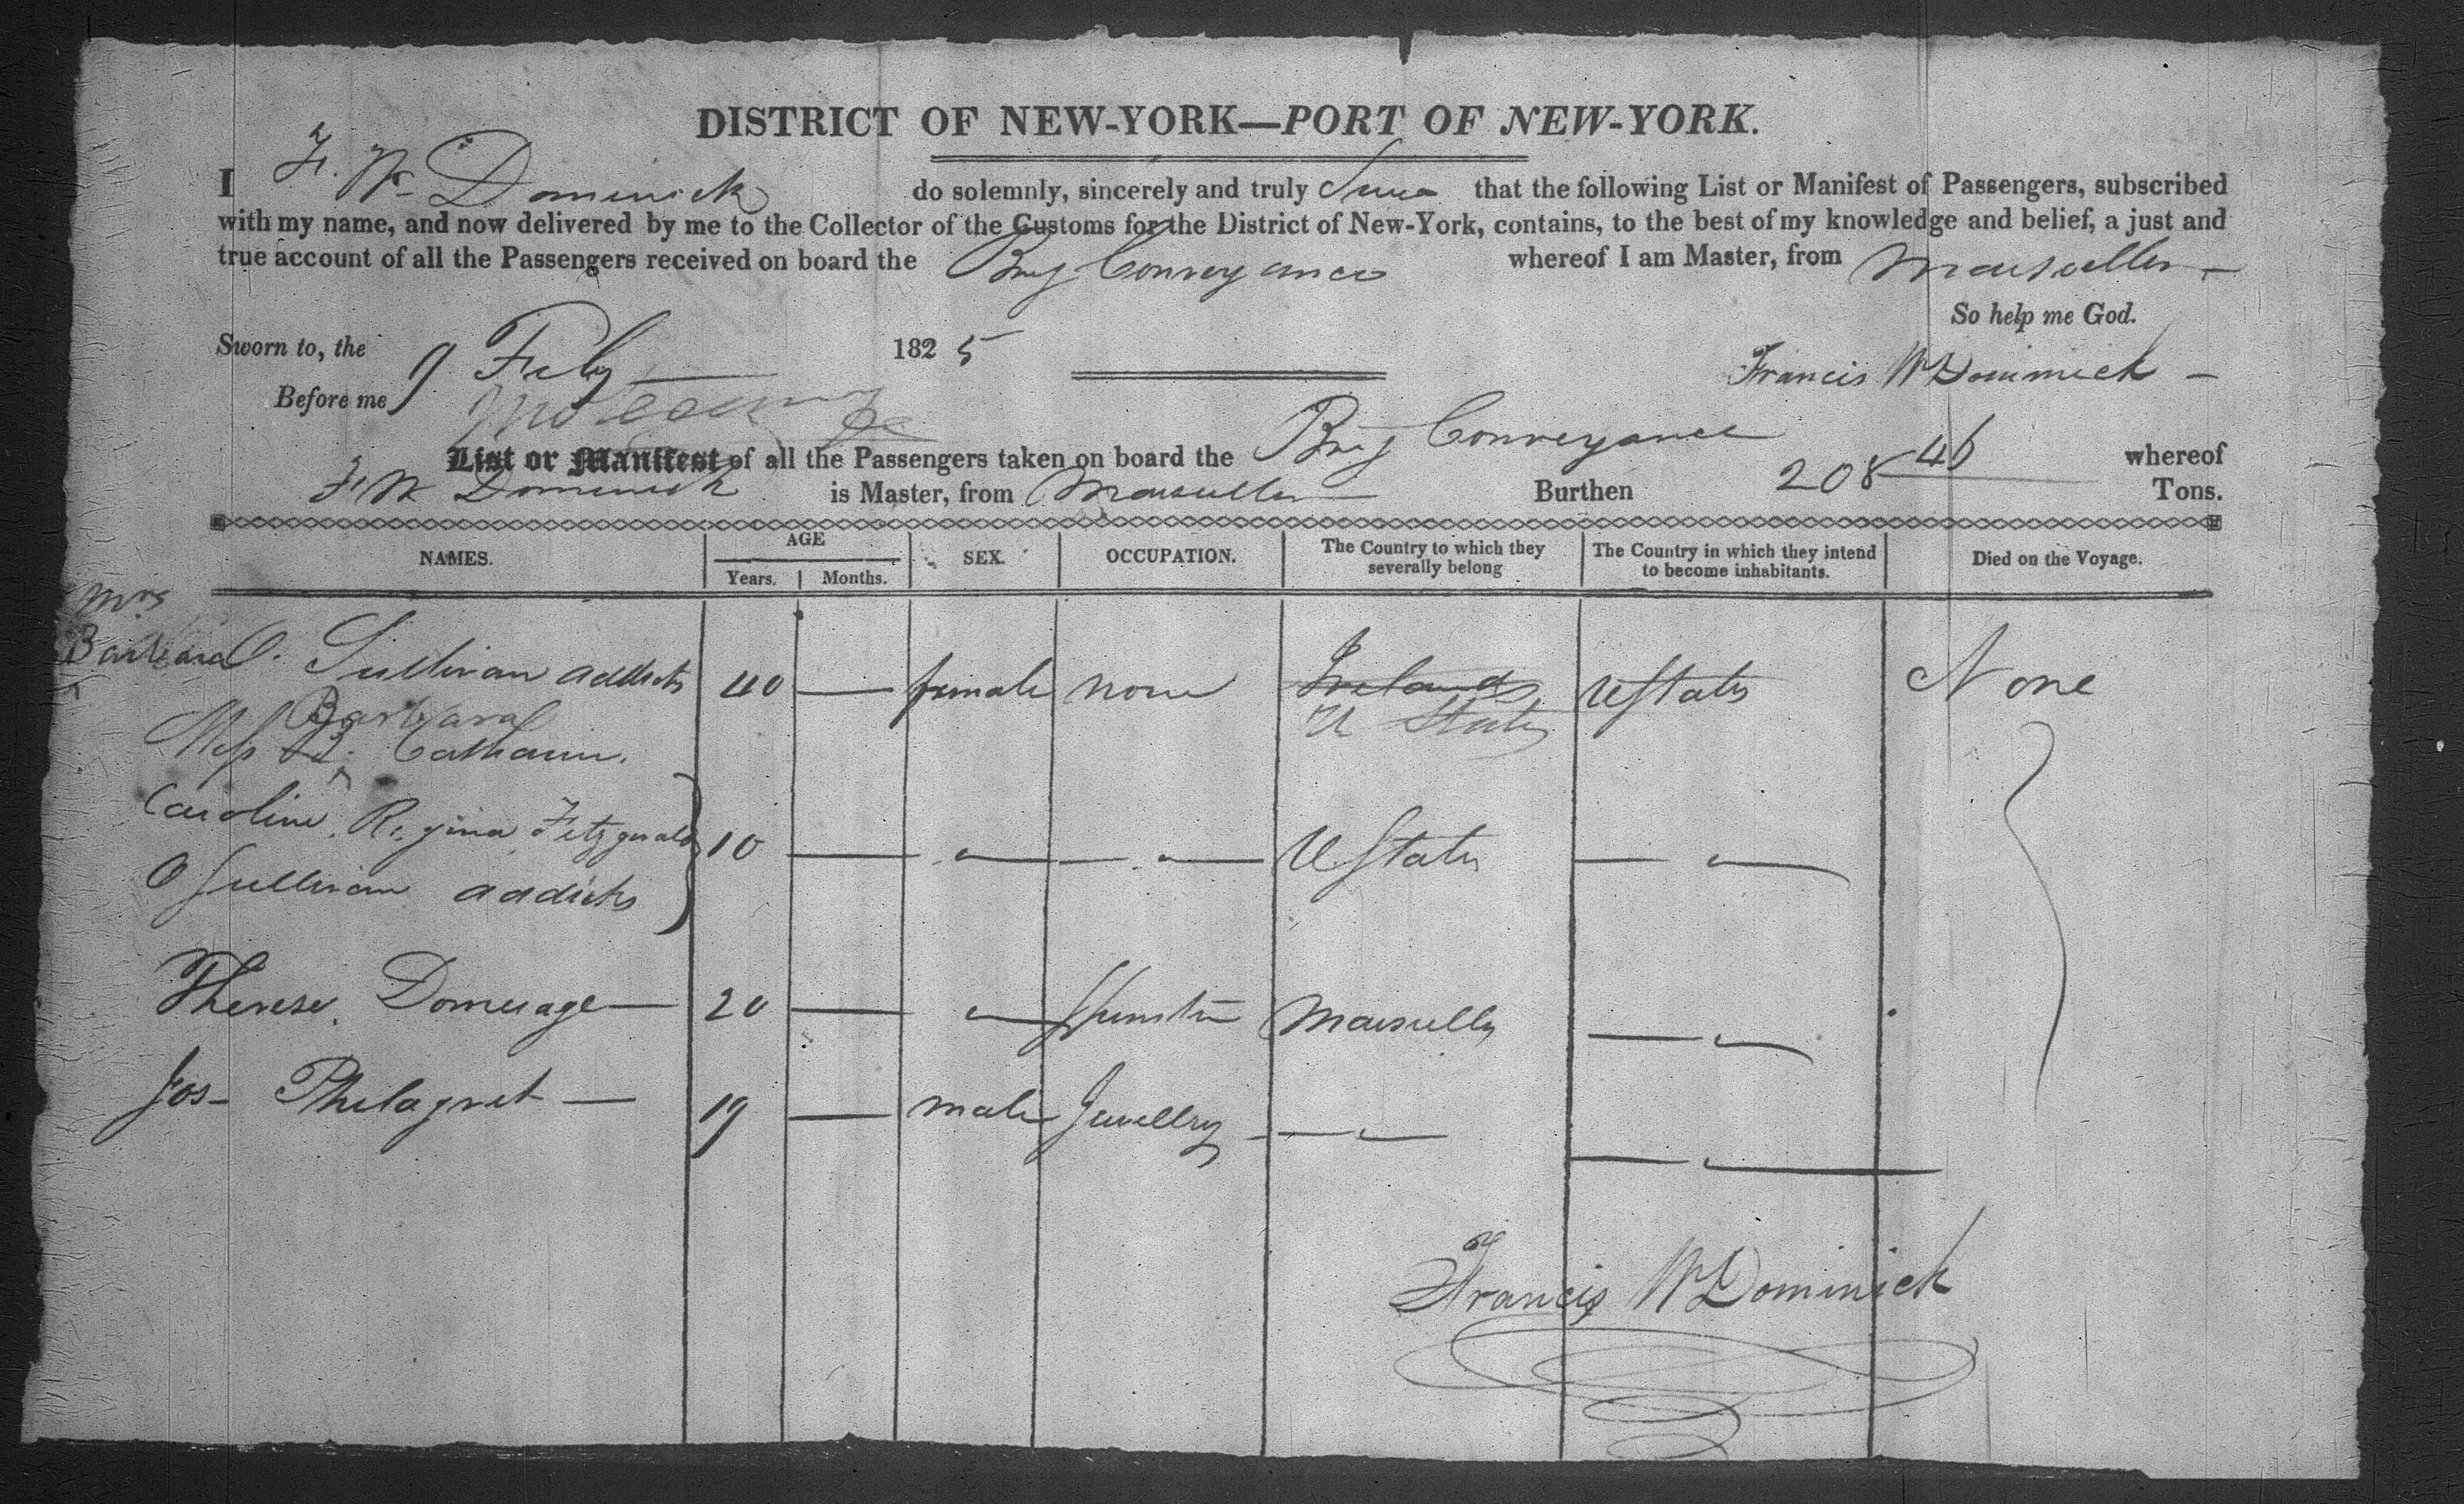 DISTRICT OF NEW-YORK—PORT OF NEW-YORK.
I F. W. Dominick do solemnly, sincerely and truly that the following List or Manifest of Passengers, subscribed
with my name, and now delivered by me to the Collector of the Customs for the District of New-York, contains, to the best of my knowledge and belief, a just and
true account of all the Passengers received on board the Brig Conveyance whereof I am Master, from Marseilles
So help me God.
Sworn to, the 9 Feby 1825
Francis W Dominick
Before me
List or Manifest of all the Passengers taken on board the Brig Conveyance whereof
F. W Dominick is Master, from Marseilles Burthen 208 46 Tons.
NAMES. AGE Years. Months. SEX. OCCUPATION. The Country to which they severally belong The Country in which they intend to become inhabitants. Died on the Voyage.
Mrs
Barbara O. Sullivan addicks 40 — female none Ireland UStates None
Barbara U States
Miss B. Catharine.
Caroline Regina Fitzgerald 10 — " — " — UStates — "
O Sullivan addicks
Therese Domerage — 20 — " Spinster Marseilles — "
Jos— Philagret — 19 — male Jewellry — " — "
Francis W Dominick